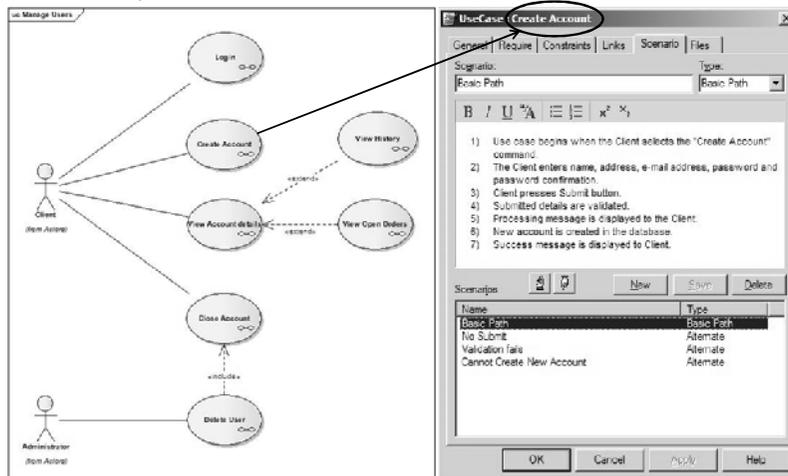 uc Manage Users
Login
Create Account
View History
«extend»
Client
(from Actors)
View Account details
«extend»
View Open Orders
Close Account
«include»
Delete User
Administrator
(from Actors)
UseCase : Create Account
General Require Constraints Links Scenario Files
Scenario: Type:
Basic Path Basic Path
B I U A x² x₂
1) Use case begins when the Client selects the "Create Account"
command.
2) The Client enters name, address, e-mail address, password and
password confirmation.
3) Client presses Submit button.
4) Submitted details are validated.
5) Processing message is displayed to the Client.
6) New account is created in the database.
7) Success message is displayed to Client.
Scenarios New Save Delete
Name Type
Basic Path Basic Path
No Submit Alternate
Validation fails Alternate
Cannot Create New Account Alternate
OK Cancel Apply Help